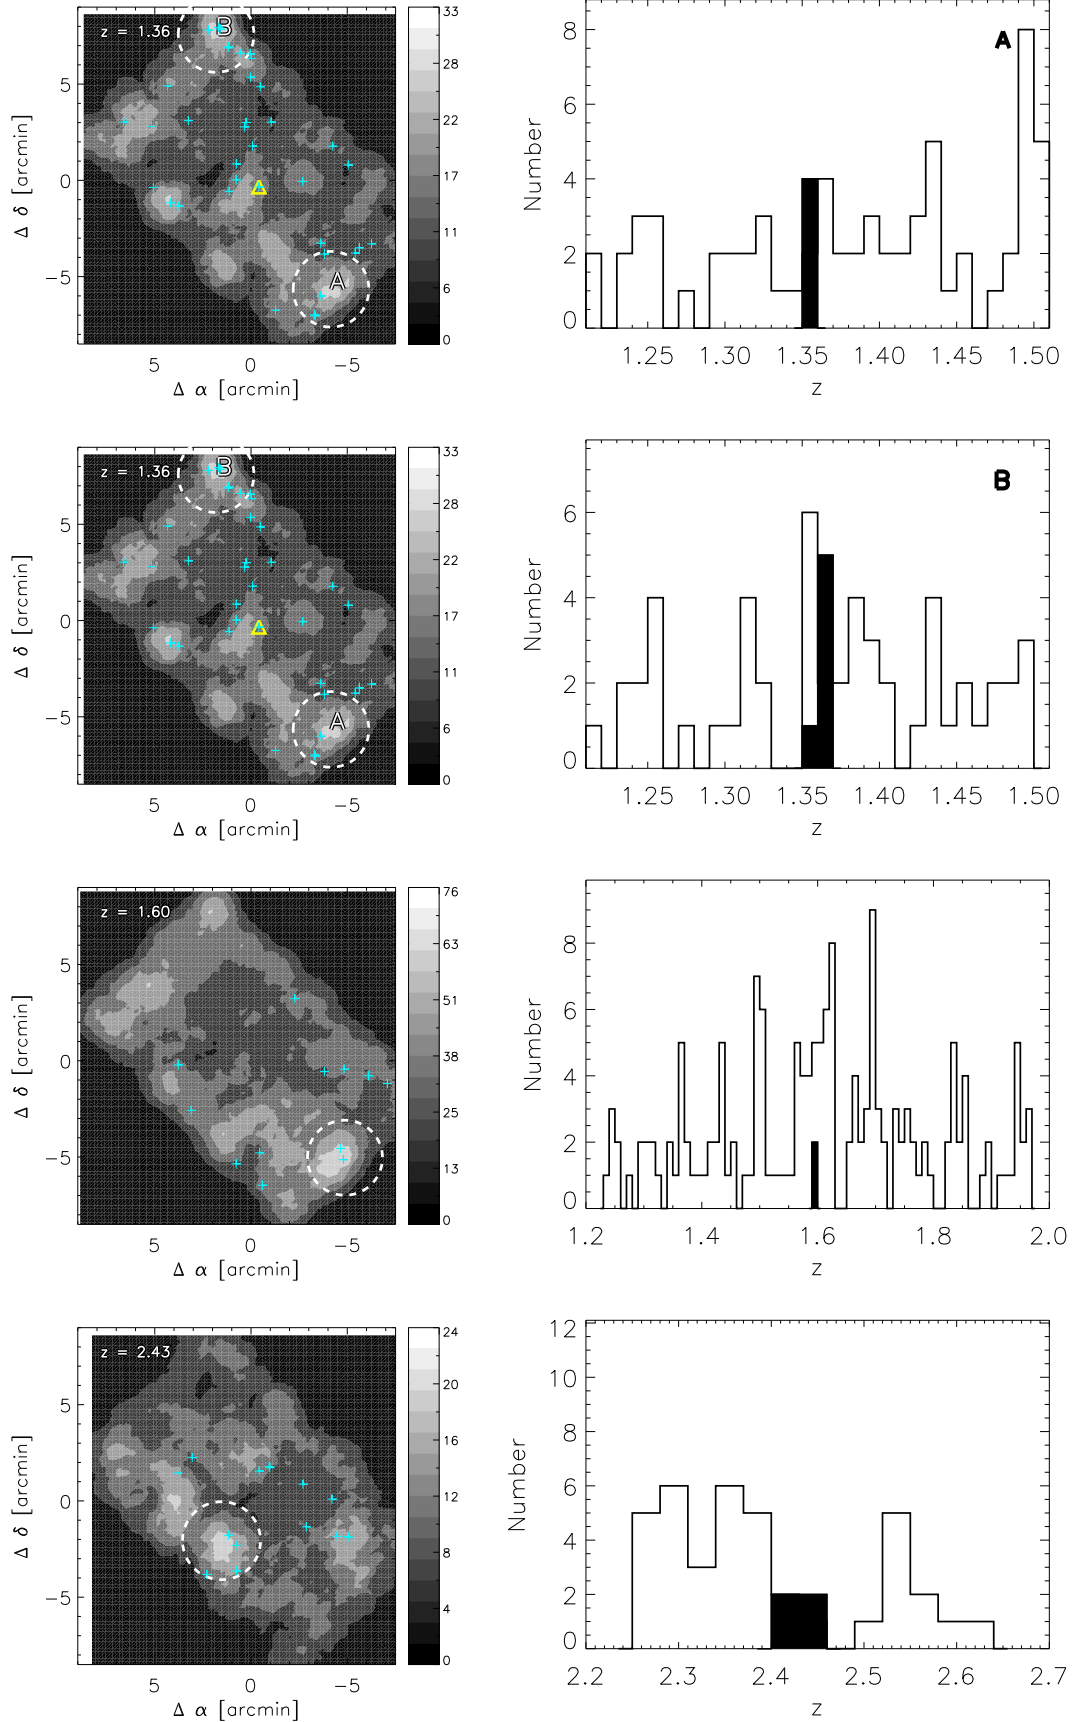 z = 1.36
B
A
33
28
22
17
11
6
0
5
0
−5
Δ δ [arcmin]
5 0 −5
Δ α [arcmin]
A
8
6
4
2
0
Number
1.25 1.30 1.35 1.40 1.45 1.50
z
z = 1.36
B
A
33
28
22
17
11
6
0
5
0
−5
Δ δ [arcmin]
5 0 −5
Δ α [arcmin]
B
6
4
2
0
Number
1.25 1.30 1.35 1.40 1.45 1.50
z
z = 1.60
76
63
51
38
25
13
0
5
0
−5
Δ δ [arcmin]
5 0 −5
Δ α [arcmin]
8
6
4
2
0
Number
1.2 1.4 1.6 1.8 2.0
z
z = 2.43
24
20
16
12
8
4
0
5
0
−5
Δ δ [arcmin]
5 0 −5
Δ α [arcmin]
12
10
8
6
4
2
0
Number
2.2 2.3 2.4 2.5 2.6 2.7
z